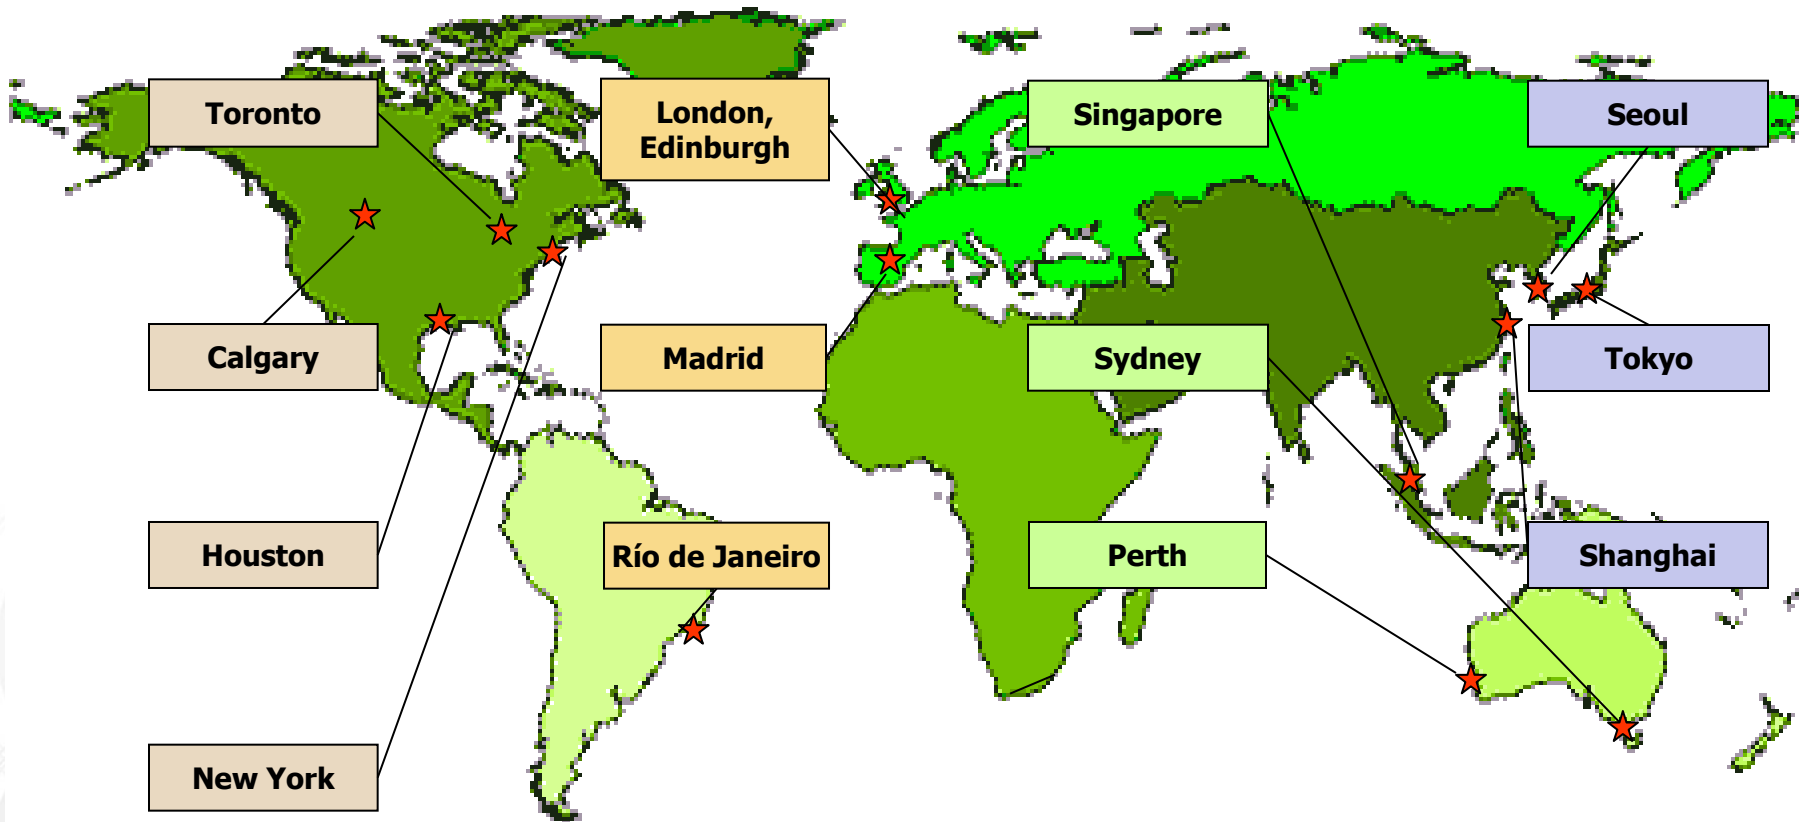 Toronto
London,
Edinburgh
Singapore
Seoul
Calgary
Madrid
Sydney
Tokyo
Houston
Río de Janeiro
Perth
Shanghai
New York